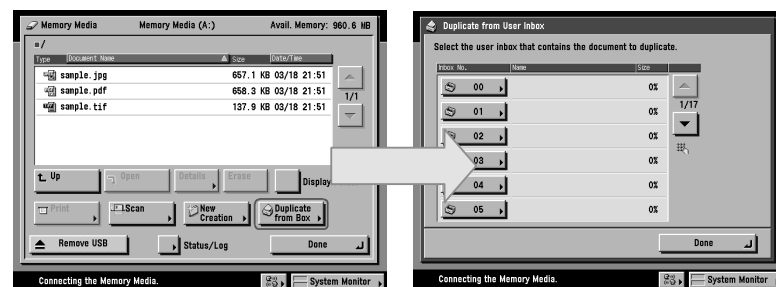 Memory Media
Memory Media (A:)
Avail. Memory: 960.6 MB
/
Type
Document Name
Size
Date/Time
sample.jpg
657.1 KB 03/18 21:51
sample.pdf
658.3 KB 03/18 21:51
sample.tif
137.9 KB 03/18 21:51
1/1
Up
Open
Details
Erase
Display
Print
Scan
New Creation
Duplicate from Box
Remove USB
Status/Log
Done
Connecting the Memory Media.
System Monitor
Duplicate from User Inbox
Select the user inbox that contains the document to duplicate.
Inbox No.
Name
Size
00
0%
01
0%
02
0%
03
0%
04
0%
05
0%
1/17
Done
Connecting the Memory Media.
System Monitor